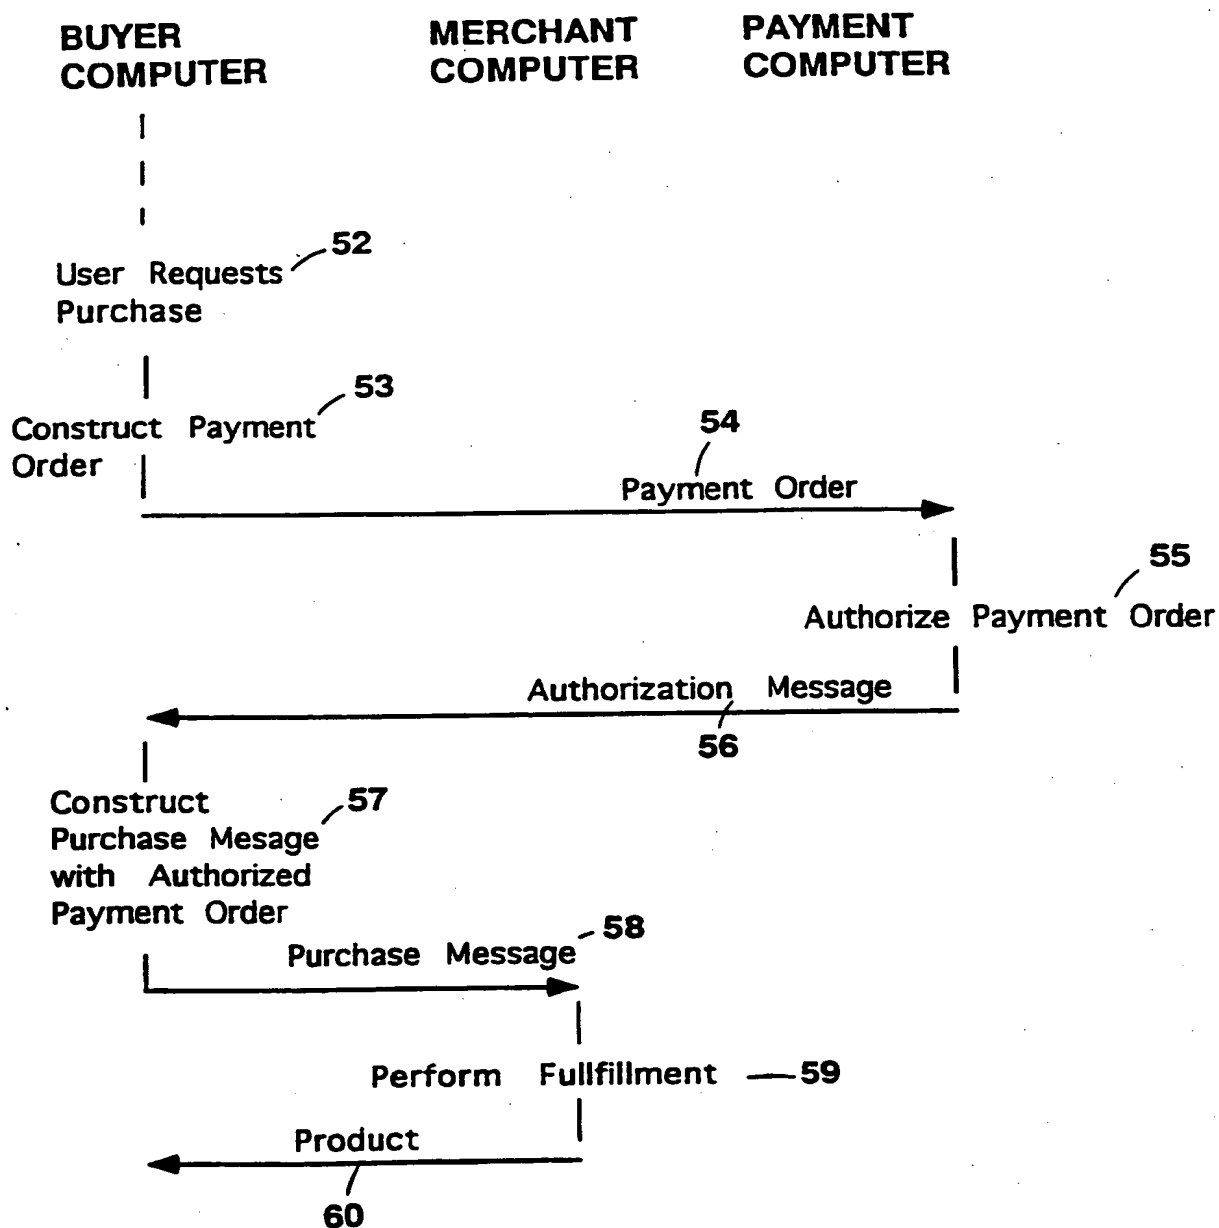 BUYER
COMPUTER
MERCHANT
COMPUTER
PAYMENT
COMPUTER
52
User Requests
Purchase
53
Construct Payment
Order
54
Payment Order
55
Authorize Payment Order
Authorization Message
56
57
Construct
Purchase Mesage
with Authorized
Payment Order
58
Purchase Message
Perform Fullfillment
59
Product
60